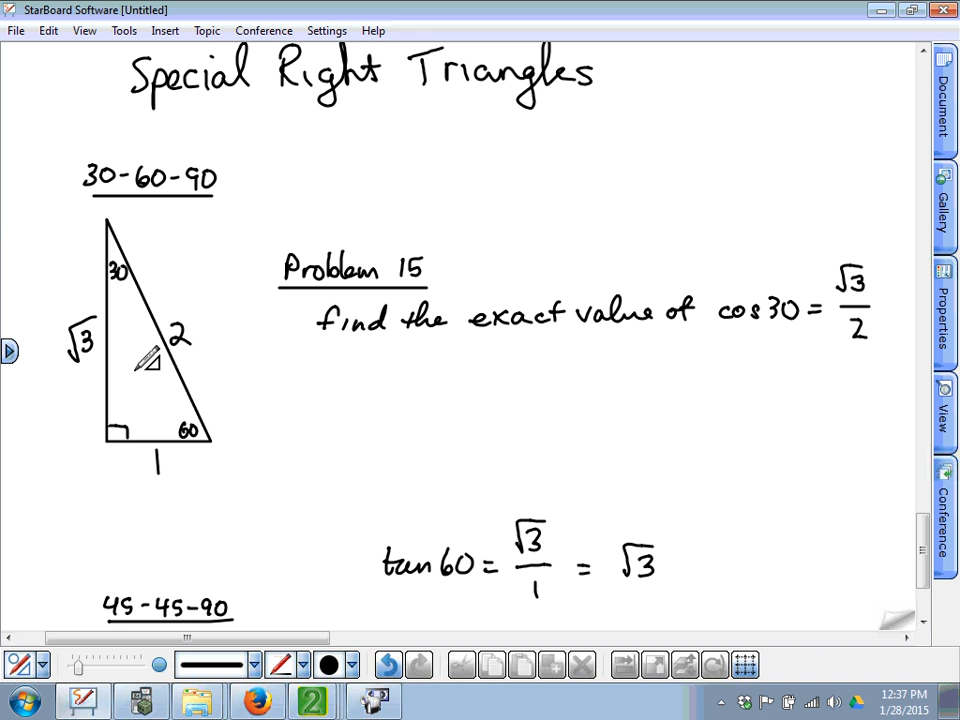 StarBoard Software [Untitled]
File Edit View Tools Insert Topic Conference Settings Help
Special Right Triangles
30-60-90
30
√3
2
60
1
Problem 15
find the exact value of cos 30 = √3/2
tan 60 = √3/1 = √3
45-45-90
Document
Gallery
Properties
View
Conference
2
12:37 PM
1/28/2015